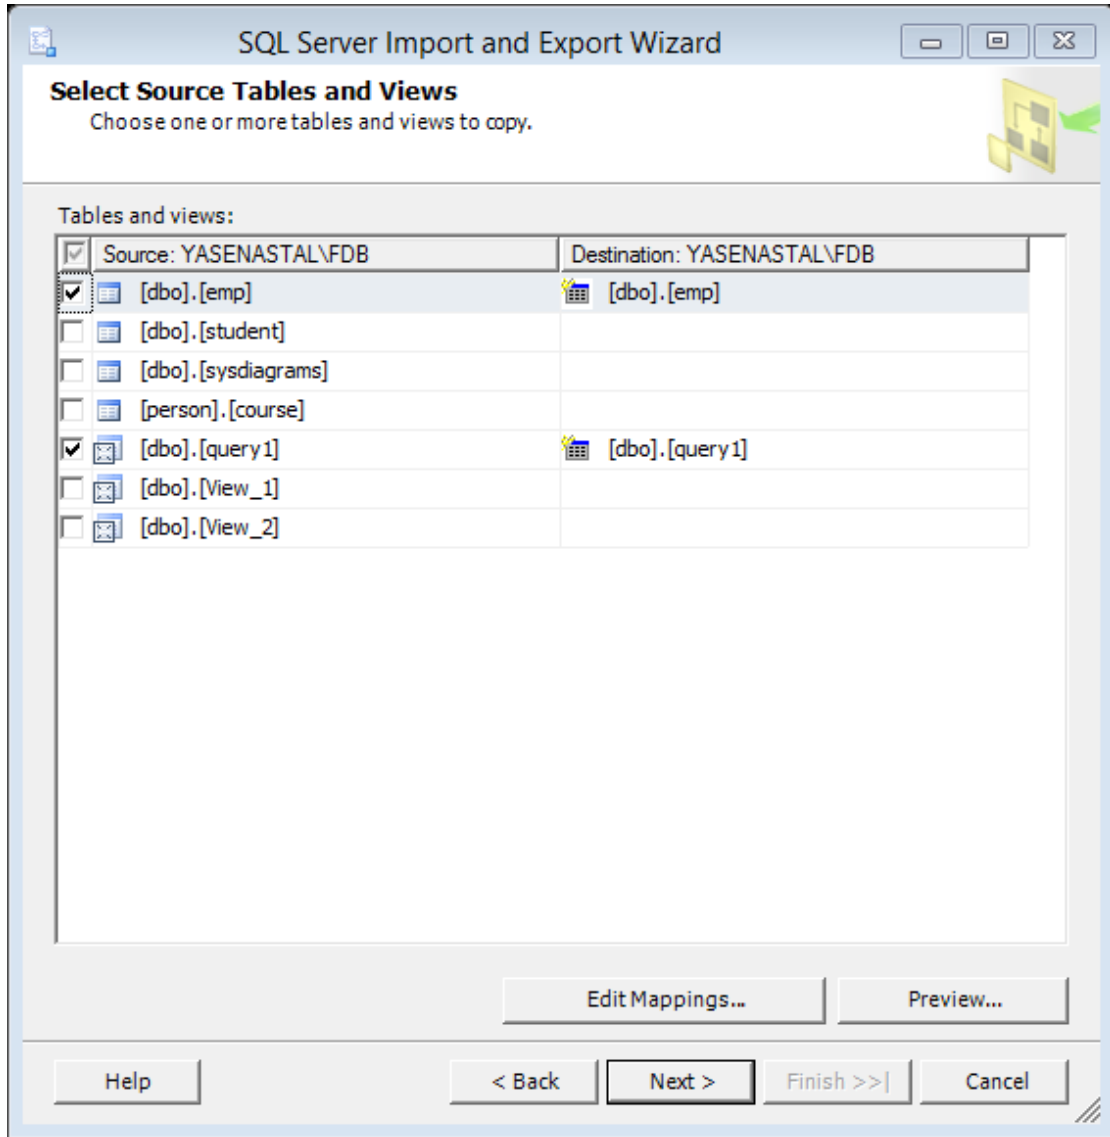 SQL Server Import and Export Wizard
Select Source Tables and Views
Choose one or more tables and views to copy.
Tables and views:
Source: YASENASTAL\FDB Destination: YASENASTAL\FDB
[dbo].[emp] [dbo].[emp]
[dbo].[student]
[dbo].[sysdiagrams]
[person].[course]
[dbo].[query1] [dbo].[query1]
[dbo].[View_1]
[dbo].[View_2]
Edit Mappings... Preview...
Help < Back Next > Finish >>| Cancel